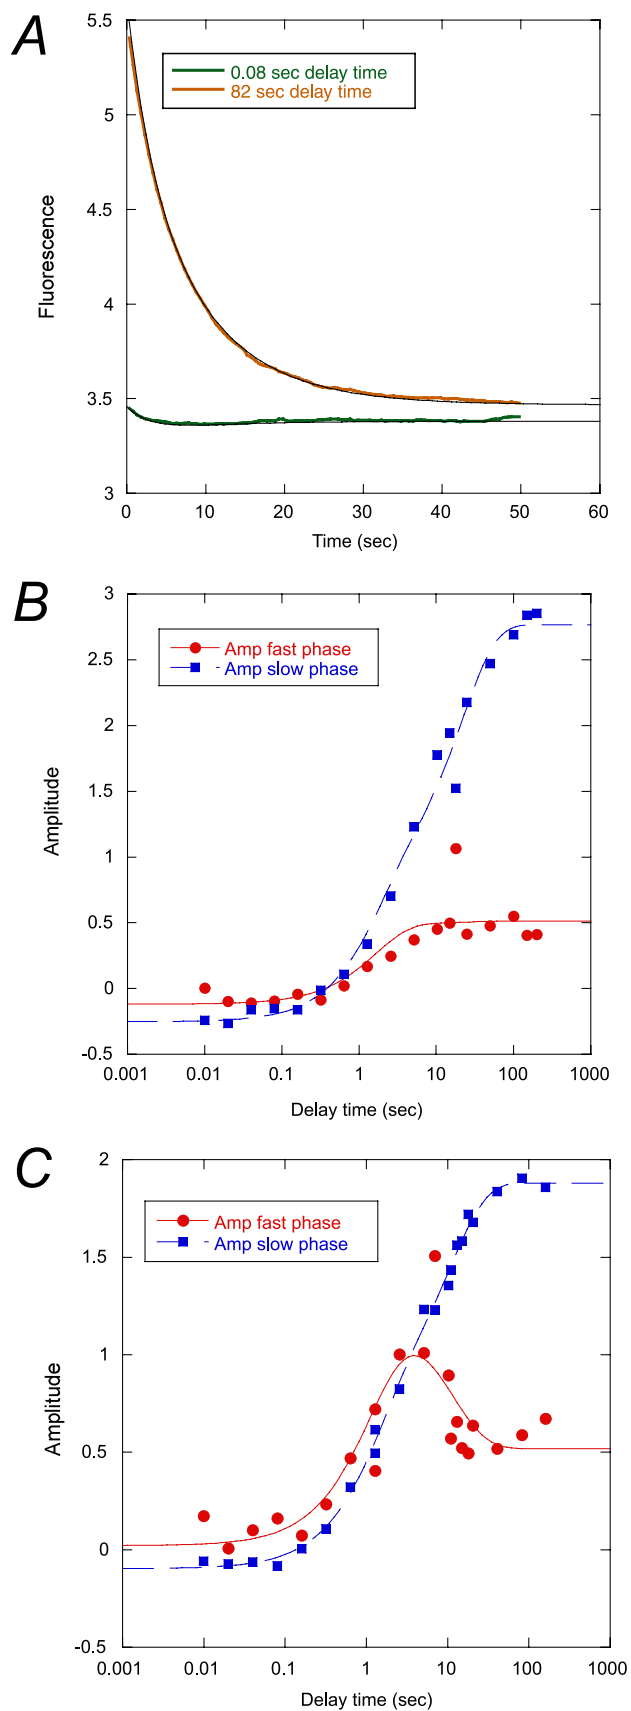 A
5.5
0.08 sec delay time
82 sec delay time
5
4.5
Fluorescence
4
3.5
3
0 10 20 30 40 50 60
Time (sec)
B
3
Amp fast phase
Amp slow phase
2.5
2
Amplitude
1.5
1
0.5
0
-0.5
0.001 0.01 0.1 1 10 100 1000
Delay time (sec)
C
2
Amp fast phase
Amp slow phase
1.5
Amplitude
1
0.5
0
-0.5
0.001 0.01 0.1 1 10 100 1000
Delay time (sec)